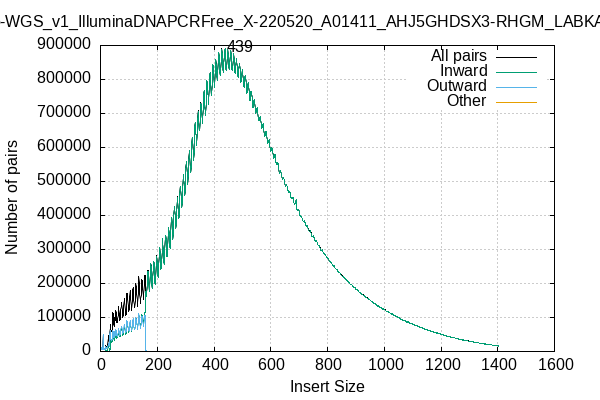 -WGS_v1_IlluminaDNAPCRFree_X-220520_A01411_AHJ5GHDSX3-RHGM_LABKA
900000
800000
700000
600000
500000
400000
300000
200000
100000
0
Number of pairs
439
All pairs
Inward
Outward
Other
0 200 400 600 800 1000 1200 1400 1600
Insert Size